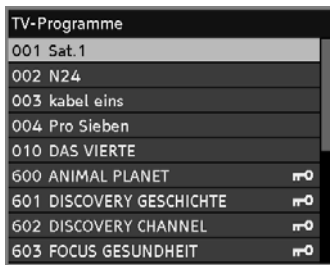 TV-Programme
001 Sat.1
002 N24
003 kabel eins
004 Pro Sieben
010 DAS VIERTE
600 ANIMAL PLANET
601 DISCOVERY GESCHICHTE
602 DISCOVERY CHANNEL
603 FOCUS GESUNDHEIT